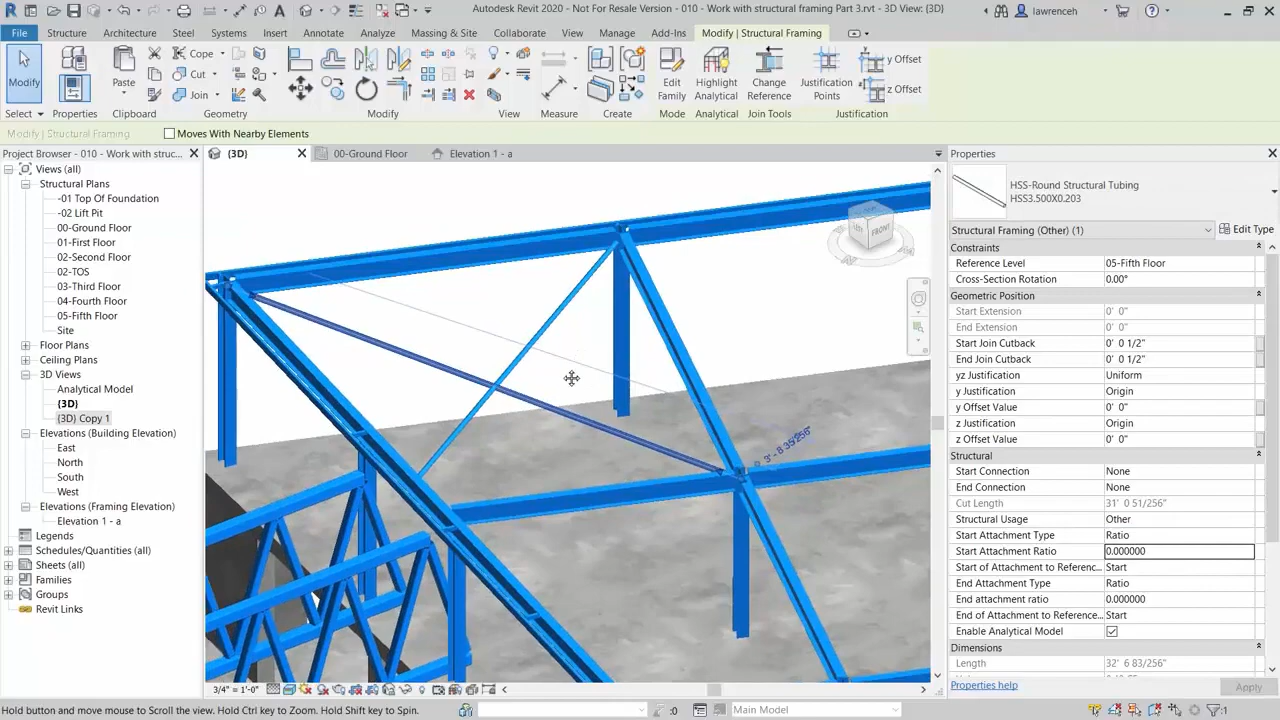 Autodesk Revit 2020 - Not For Resale Version - 010 - Work with structural framing Part 3.rvt - 3D View: {3D}
lawrenceh
File Structure Architecture Steel Systems Insert Annotate Analyze Massing & Site Collaborate View Manage Add-Ins Modify | Structural Framing
Modify
Paste
Cope
Cut
Join
Edit Family
Highlight Analytical
Change Reference
Justification Points
y Offset
z Offset
Select Properties Clipboard Geometry Modify View Measure Create Mode Analytical Join Tools Justification
Modify | Structural Framing
Moves With Nearby Elements
Project Browser - 010 - Work with struc...
{3D}
00-Ground Floor
Elevation 1 - a
Properties
Views (all)
Structural Plans
-01 Top Of Foundation
-02 Lift Pit
00-Ground Floor
01-First Floor
02-Second Floor
02-TOS
03-Third Floor
04-Fourth Floor
05-Fifth Floor
Site
Floor Plans
Ceiling Plans
3D Views
Analytical Model
{3D}
{3D} Copy 1
Elevations (Building Elevation)
East
North
South
West
Elevations (Framing Elevation)
Elevation 1 - a
Legends
Schedules/Quantities (all)
Sheets (all)
Families
Groups
Revit Links
LEFT
FRONT
3' - 8 35/256"
HSS-Round Structural Tubing
HSS3.500X0.203
Structural Framing (Other) (1)
Edit Type
Constraints
Reference Level 05-Fifth Floor
Cross-Section Rotation 0.00°
Geometric Position
Start Extension 0' 0"
End Extension 0' 0"
Start Join Cutback 0' 0 1/2"
End Join Cutback 0' 0 1/2"
yz Justification Uniform
y Justification Origin
y Offset Value 0' 0"
z Justification Origin
z Offset Value 0' 0"
Structural
Start Connection None
End Connection None
Cut Length 31' 0 51/256"
Structural Usage Other
Start Attachment Type Ratio
Start Attachment Ratio 0.000000
Start of Attachment to Referenc... Start
End Attachment Type Ratio
End attachment ratio 0.000000
End of Attachment to Reference... Start
Enable Analytical Model
Dimensions
Length 32' 6 83/256"
Properties help
Apply
3/4" = 1'-0"
Hold button and move mouse to Scroll the view. Hold Ctrl key to Zoom. Hold Shift key to Spin.
:0
Main Model
:1